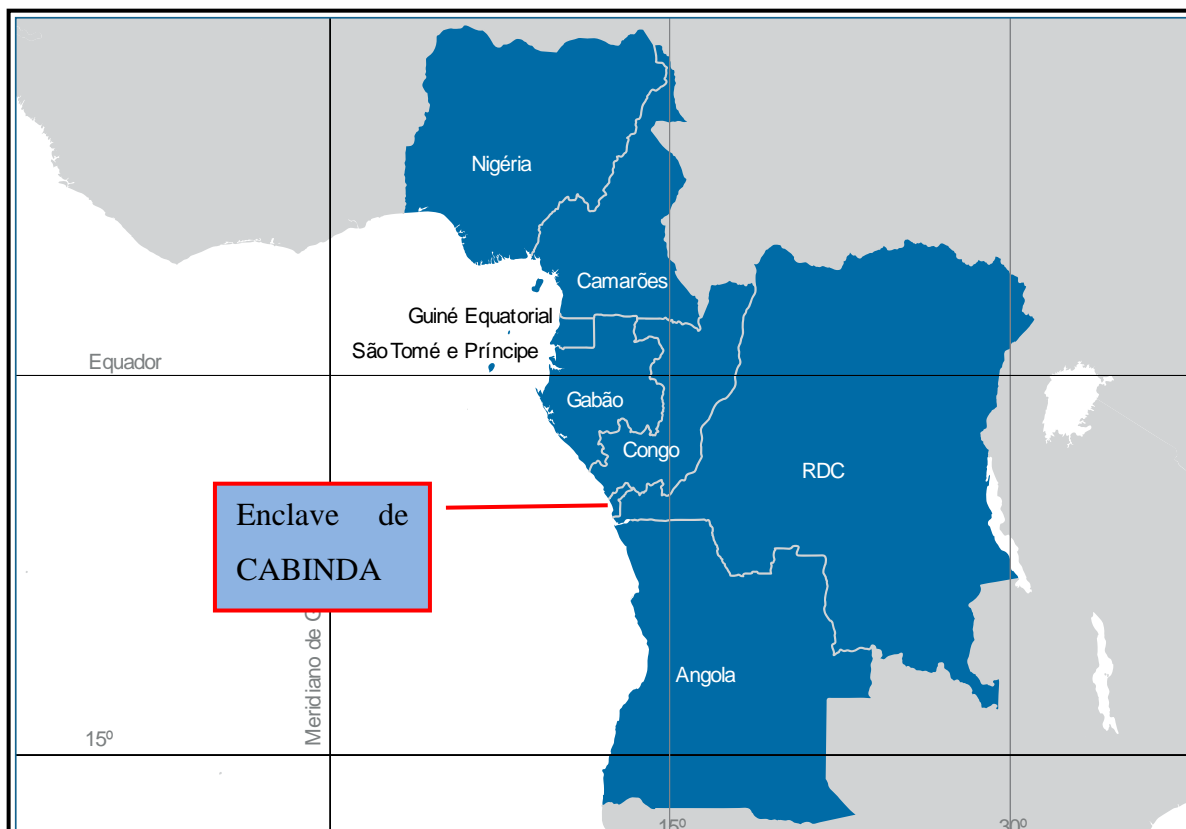 Nigéria
Camarões
Guiné Equatorial
São Tomé e Príncipe
Equador
Gabão
Congo
RDC
Enclave de
CABINDA
Meridiano de G
Angola
15º
15º
30º